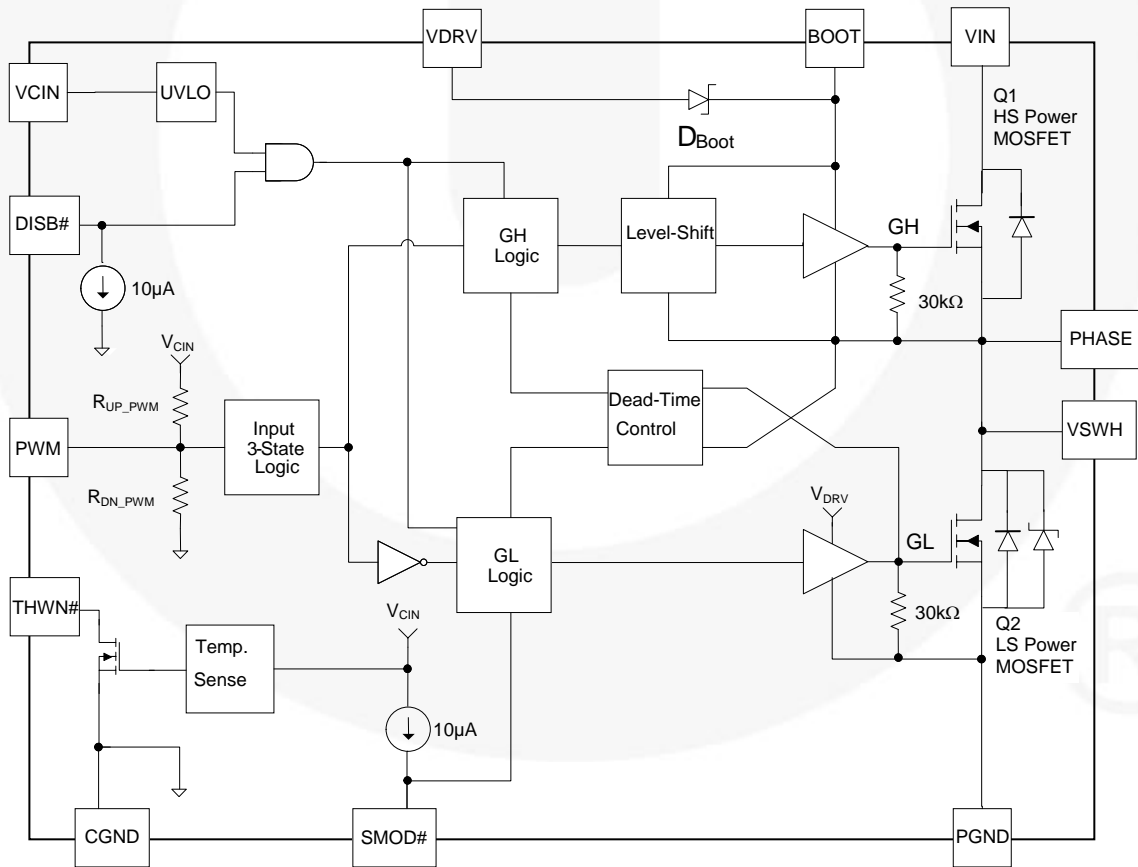 VDRV
BOOT
VIN
VCIN
UVLO
Q1
HS Power
MOSFET
DBoot
DISB#
GH
Logic
Level-Shift
GH
10µA
30kΩ
VCIN
PHASE
RUP_PWM
Dead-Time
Control
PWM
Input
3-State
Logic
VSWH
RDN_PWM
VDRV
GL
Logic
GL
THWN#
VCIN
30kΩ
Temp.
Sense
Q2
LS Power
MOSFET
10µA
CGND
SMOD#
PGND
®